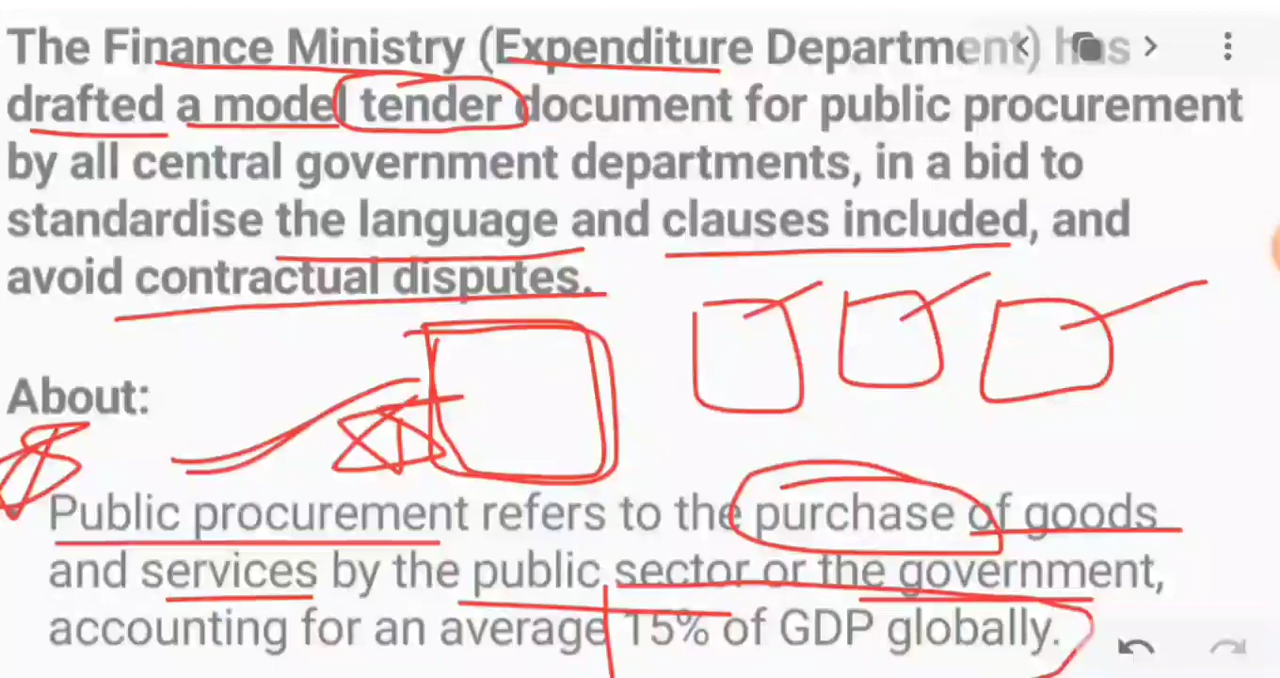 The Finance Ministry (Expenditure Department) has
drafted a model tender document for public procurement
by all central government departments, in a bid to
standardise the language and clauses included, and
avoid contractual disputes.
About:
Public procurement refers to the purchase of goods
and services by the public sector or the government,
accounting for an average 15% of GDP globally.